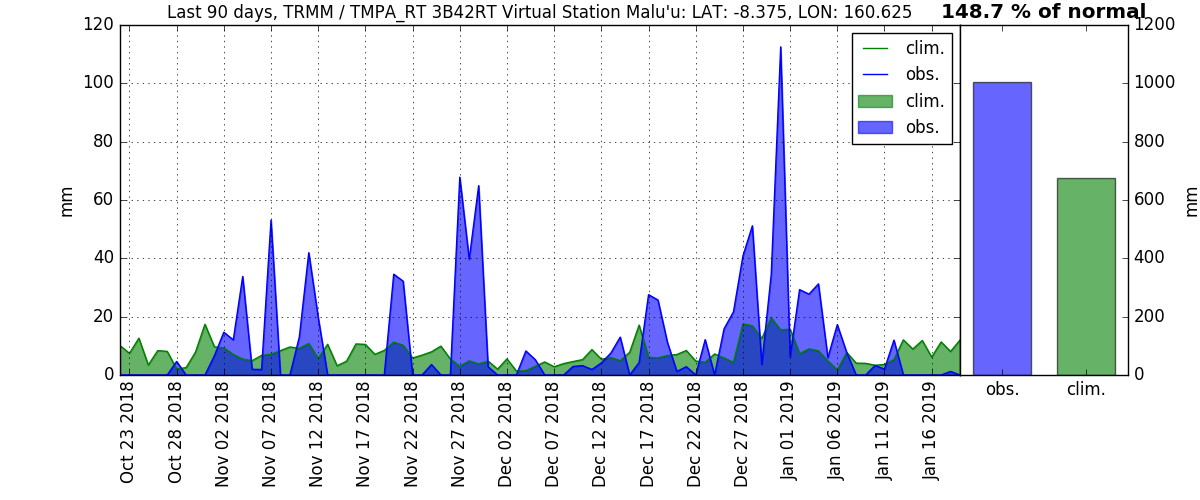 Last 90 days, TRMM / TMPA_RT 3B42RT Virtual Station Malu'u: LAT: -8.375, LON: 160.625
148.7 % of normal
120
100
80
60
40
20
0
mm
clim.
obs.
clim.
obs.
Oct 23 2018
Oct 28 2018
Nov 02 2018
Nov 07 2018
Nov 12 2018
Nov 17 2018
Nov 22 2018
Nov 27 2018
Dec 02 2018
Dec 07 2018
Dec 12 2018
Dec 17 2018
Dec 22 2018
Dec 27 2018
Jan 01 2019
Jan 06 2019
Jan 11 2019
Jan 16 2019
1200
1000
800
600
400
200
0
mm
obs.
clim.